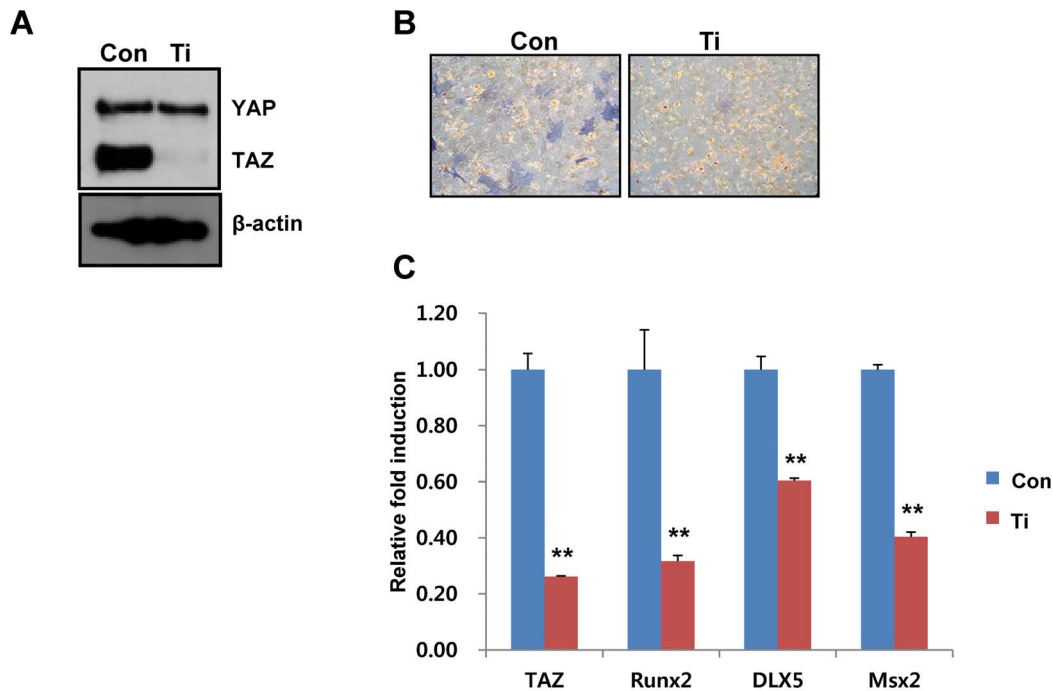 A
Con Ti
YAP
TAZ
β-actin
B
Con Ti
C
Relative fold induction
1.20
1.00
0.80
0.60
0.40
0.20
0.00
**
**
**
**
TAZ Runx2 DLX5 Msx2
Con
Ti